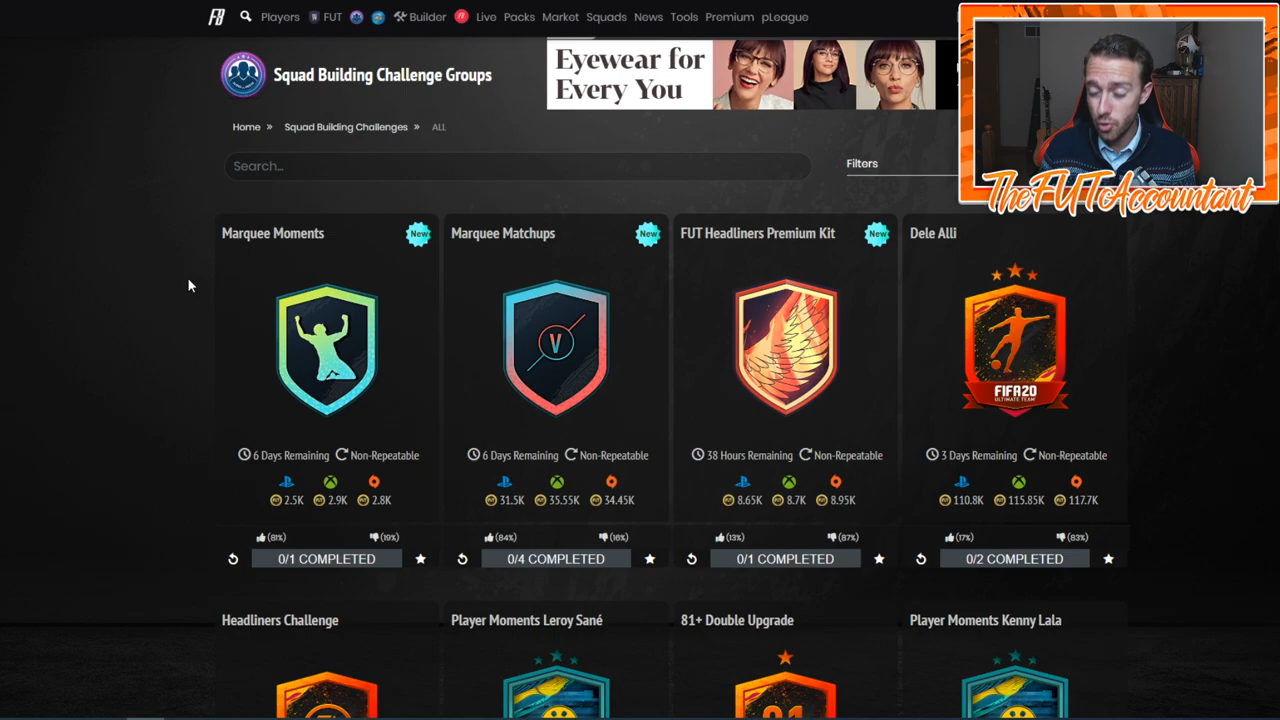 F8 Players FUT Builder Live Packs Market Squads News Tools Premium pLeague
Squad Building Challenge Groups
Eyewear for
Every You
Home » Squad Building Challenges » ALL
Search...
Filters
TheFUTAccountant
Marquee Moments New
Marquee Matchups New
FUT Headliners Premium Kit New
Dele Alli
V
FIFA20
ULTIMATE TEAM
6 Days Remaining Non-Repeatable
6 Days Remaining Non-Repeatable
38 Hours Remaining Non-Repeatable
3 Days Remaining Non-Repeatable
2.5K 2.9K 2.8K
31.5K 35.55K 34.45K
8.65K 8.7K 8.95K
110.8K 115.85K 117.7K
(81%) (19%)
(84%) (16%)
(13%) (87%)
(17%) (83%)
0/1 COMPLETED
0/4 COMPLETED
0/1 COMPLETED
0/2 COMPLETED
Headliners Challenge
Player Moments Leroy Sané
81+ Double Upgrade
Player Moments Kenny Lala